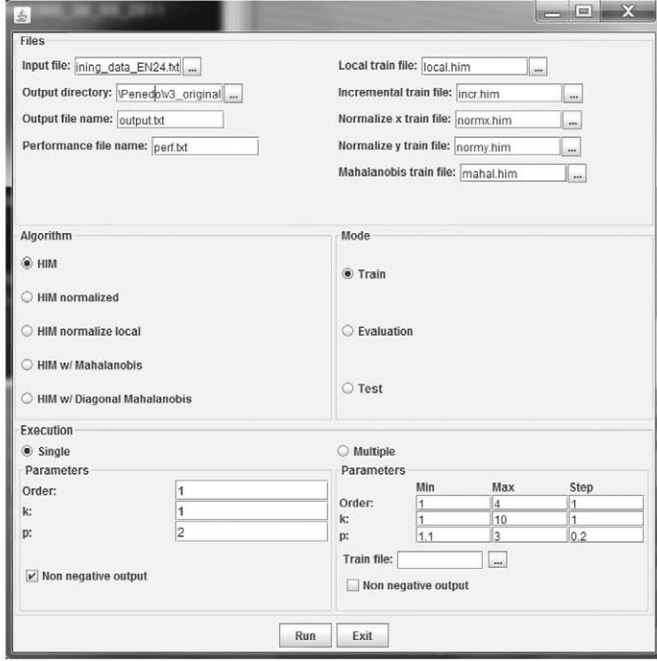 Files
Input file: ining_data_EN24.txt ...
Output directory: \Penedo\v3_original ...
Output file name: output.txt
Performance file name: perf.txt
Local train file: local.him ...
Incremental train file: incr.him ...
Normalize x train file: normx.him ...
Normalize y train file: normy.him ...
Mahalanobis train file: mahal.him ...
Algorithm
HIM
HIM normalized
HIM normalize local
HIM w/ Mahalanobis
HIM w/ Diagonal Mahalanobis
Mode
Train
Evaluation
Test
Execution
Single
Parameters
Order: 1
k: 1
p: 2
Non negative output
Multiple
Parameters
Min Max Step
Order: 1 4 1
k: 1 10 1
p: 1.1 3 0.2
Train file: ...
Non negative output
Run Exit